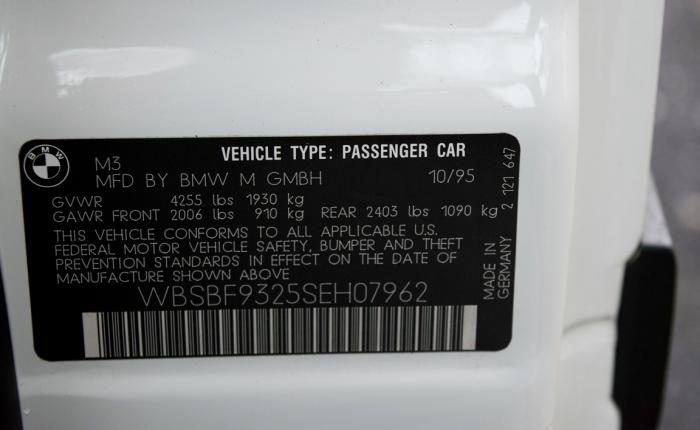 BMW
M3
VEHICLE TYPE: PASSENGER CAR
MFD BY BMW M GMBH 10/95
GVWR 4255 lbs 1930 kg
GAWR FRONT 2006 lbs 910 kg REAR 2403 lbs 1090 kg
THIS VEHICLE CONFORMS TO ALL APPLICABLE U.S.
FEDERAL MOTOR VEHICLE SAFETY, BUMPER AND THEFT
PREVENTION STANDARDS IN EFFECT ON THE DATE OF
MANUFACTURE SHOWN ABOVE
WBSBF9325SEH07962
MADE IN
GERMANY
2 121 647